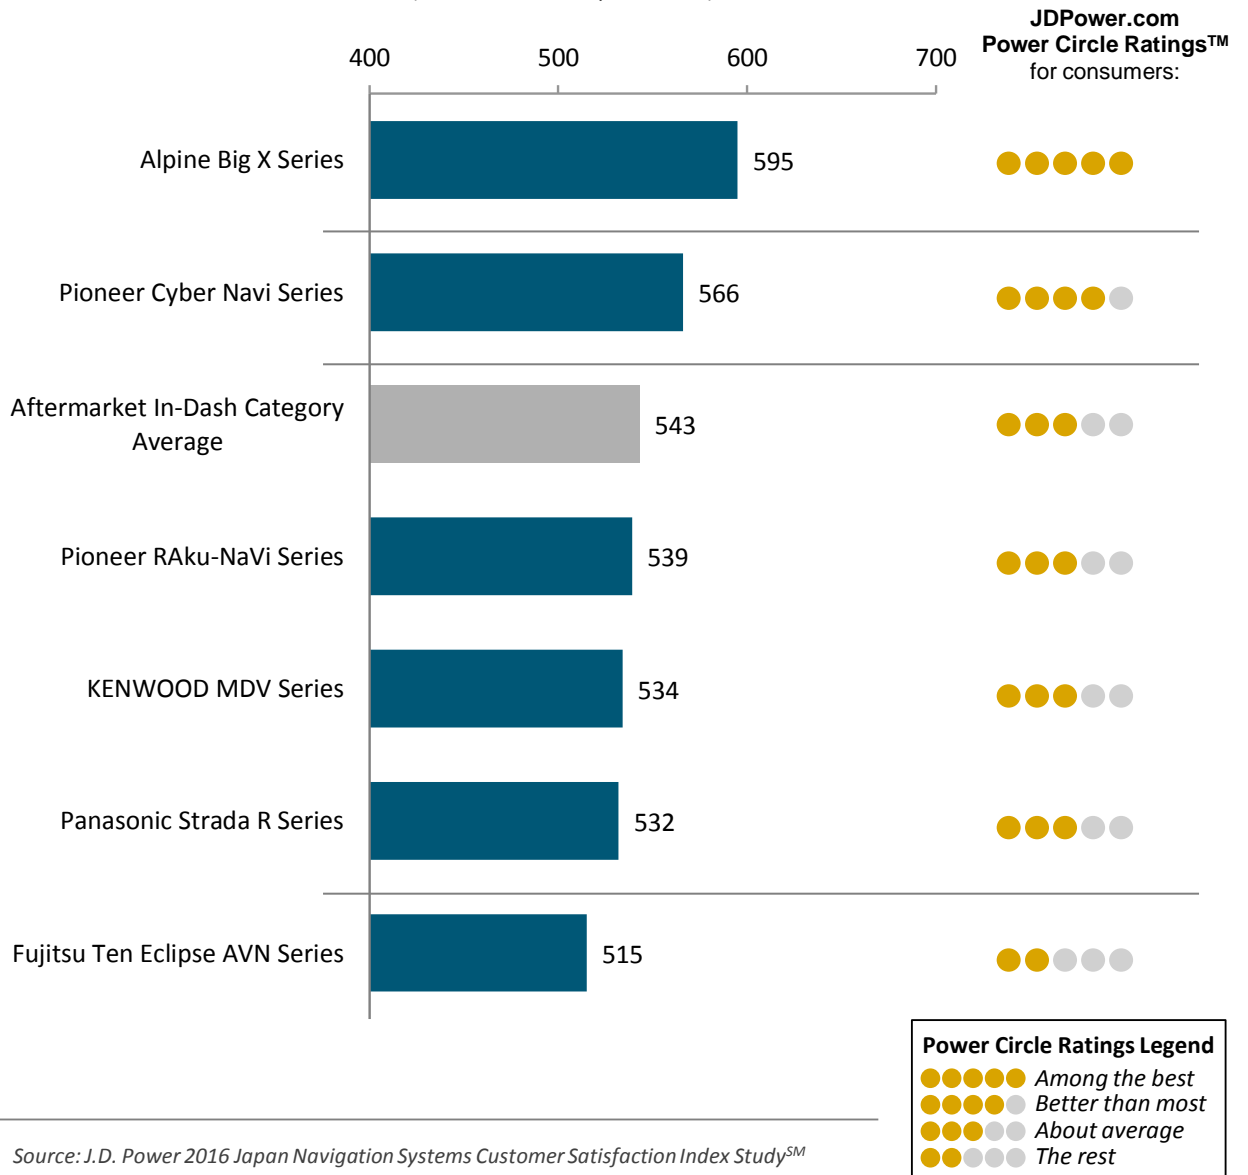 JDPower.com
Power Circle Ratings™
for consumers:
400 500 600 700
Alpine Big X Series 595
Pioneer Cyber Navi Series 566
Aftermarket In-Dash Category
Average 543
Pioneer RAku-NaVi Series 539
KENWOOD MDV Series 534
Panasonic Strada R Series 532
Fujitsu Ten Eclipse AVN Series 515
Power Circle Ratings Legend
Among the best
Better than most
About average
The rest
Source: J.D. Power 2016 Japan Navigation Systems Customer Satisfaction Index Study℠